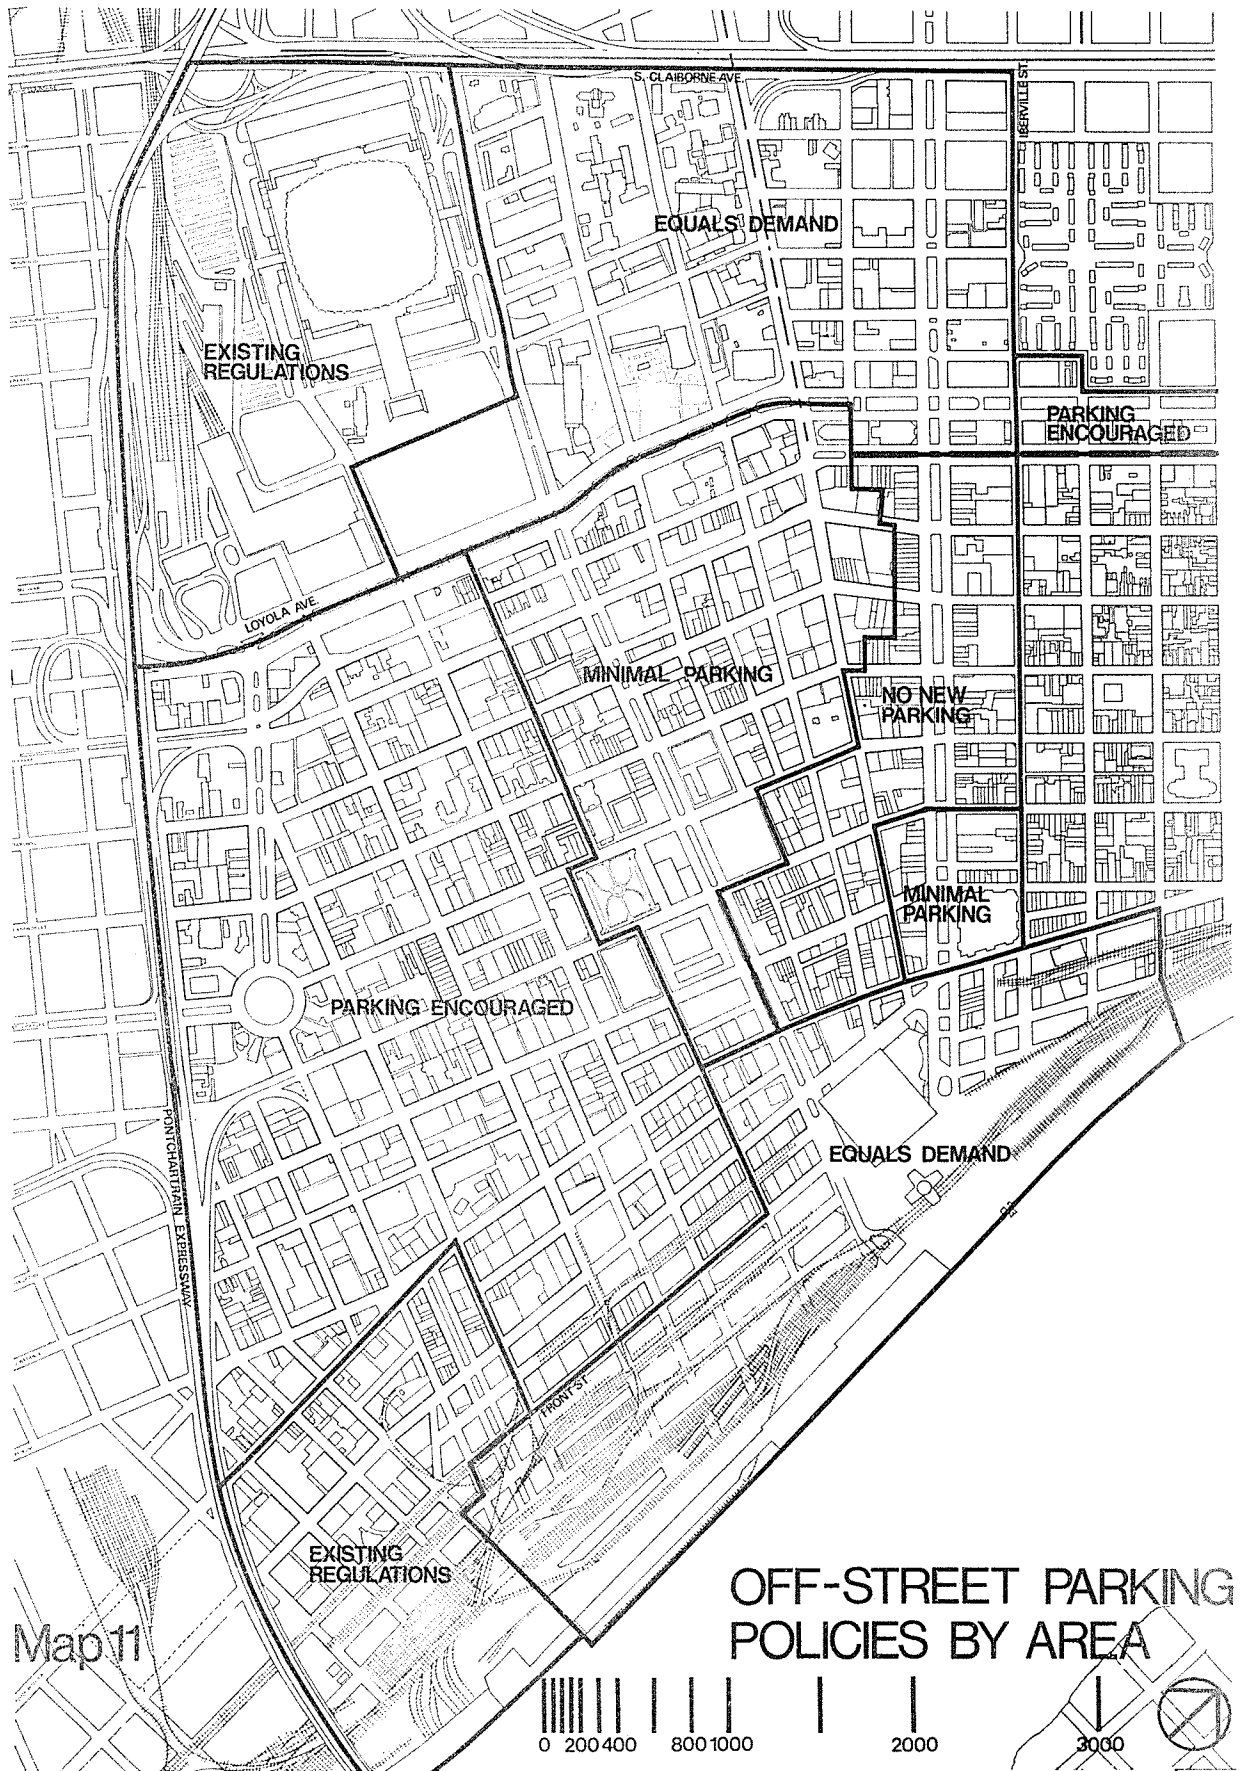 S. CLAIBORNE AVE.
IBERVILLE ST.
EQUALS DEMAND
EXISTING
REGULATIONS
PARKING
ENCOURAGED
LOYOLA AVE.
MINIMAL PARKING
NO NEW
PARKING
MINIMAL
PARKING
PARKING ENCOURAGED
PONTCHARTRAIN EXPRESSWAY
EQUALS DEMAND
FRONT ST.
EXISTING
REGULATIONS
OFF-STREET PARKING
POLICIES BY AREA
Map 11
0 200 400 800 1000 2000 3000